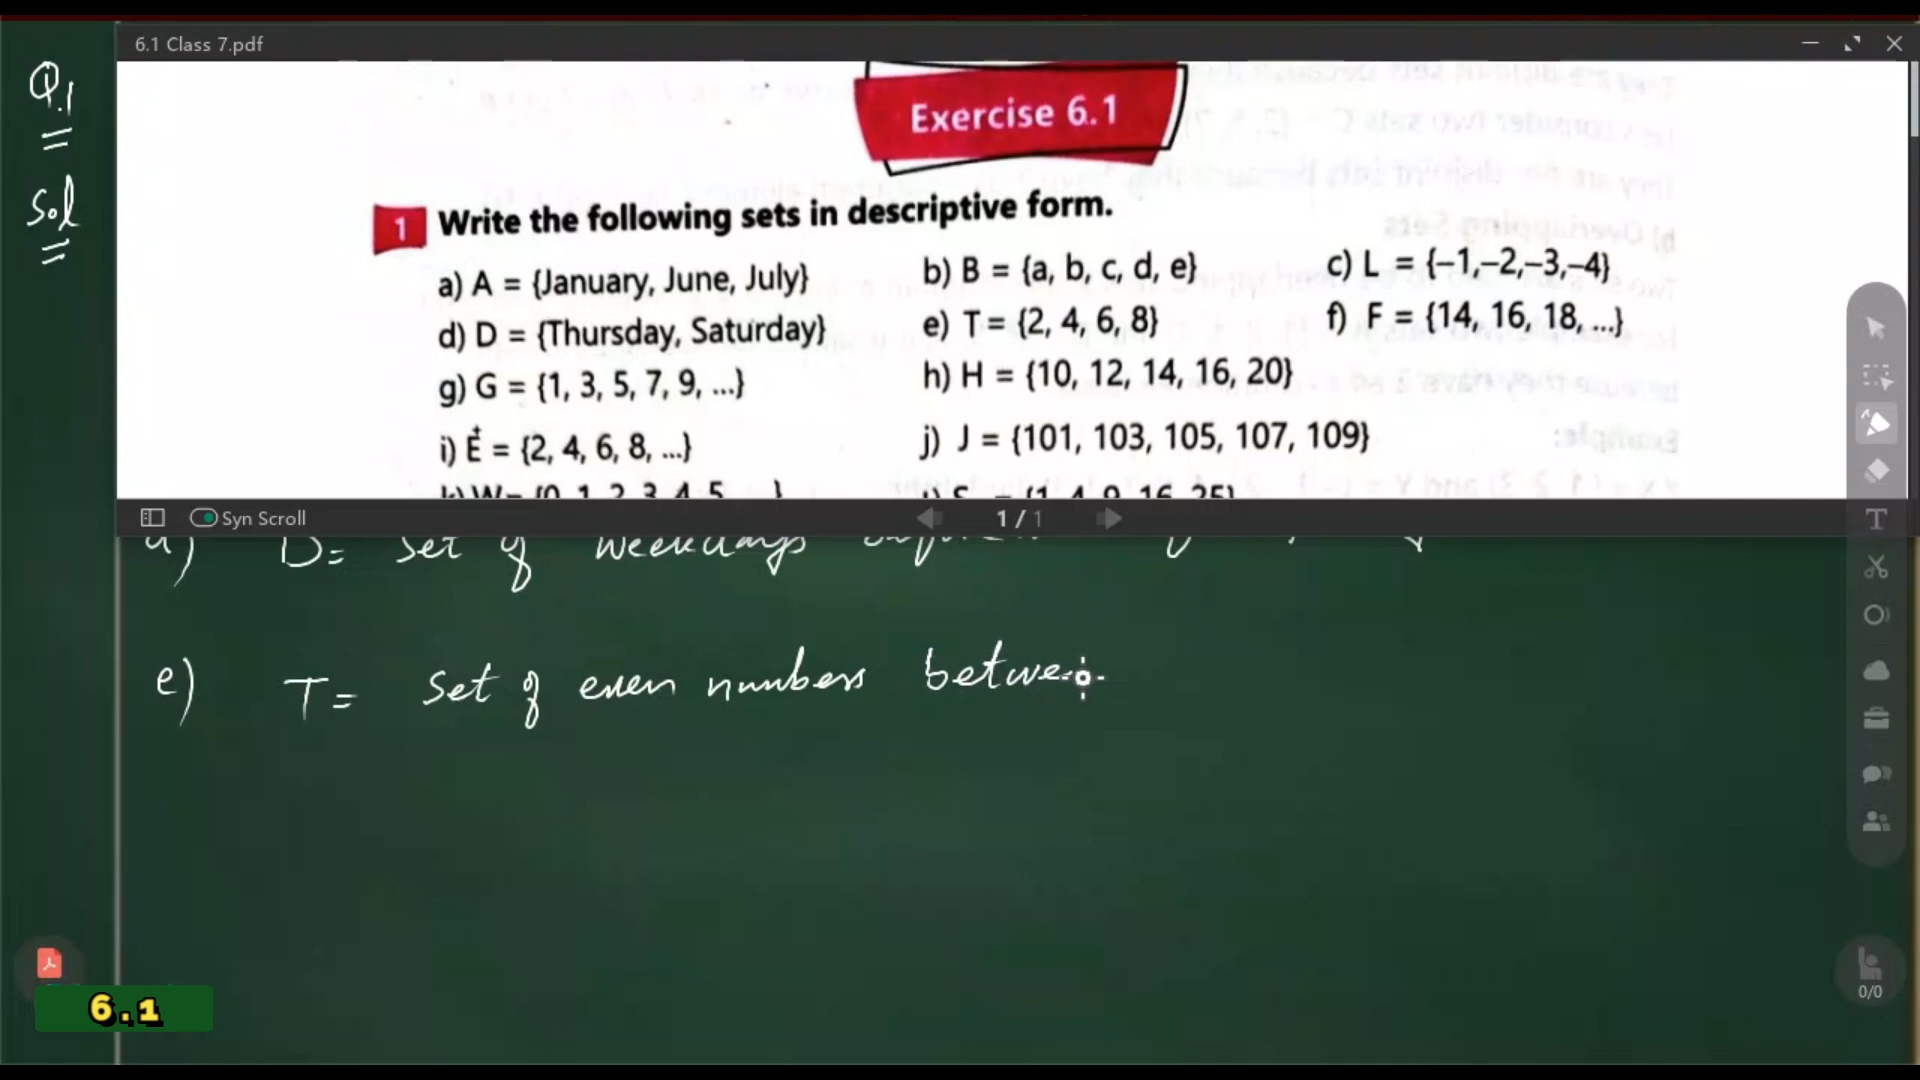 6.1 Class 7.pdf
Q.1
Sol
Exercise 6.1
1 Write the following sets in descriptive form.
a) A = {January, June, July} b) B = {a, b, c, d, e} c) L = {–1,–2,–3,–4}
d) D = {Thursday, Saturday} e) T= {2, 4, 6, 8} f) F = {14, 16, 18, ...}
g) G = {1, 3, 5, 7, 9, ...} h) H = {10, 12, 14, 16, 20}
i) E = {2, 4, 6, 8, ...} j) J = {101, 103, 105, 107, 109}
Syn Scroll 1 / 1
D= Set of weekdays
e) T= Set of even numbers betwe
6.1
0/0